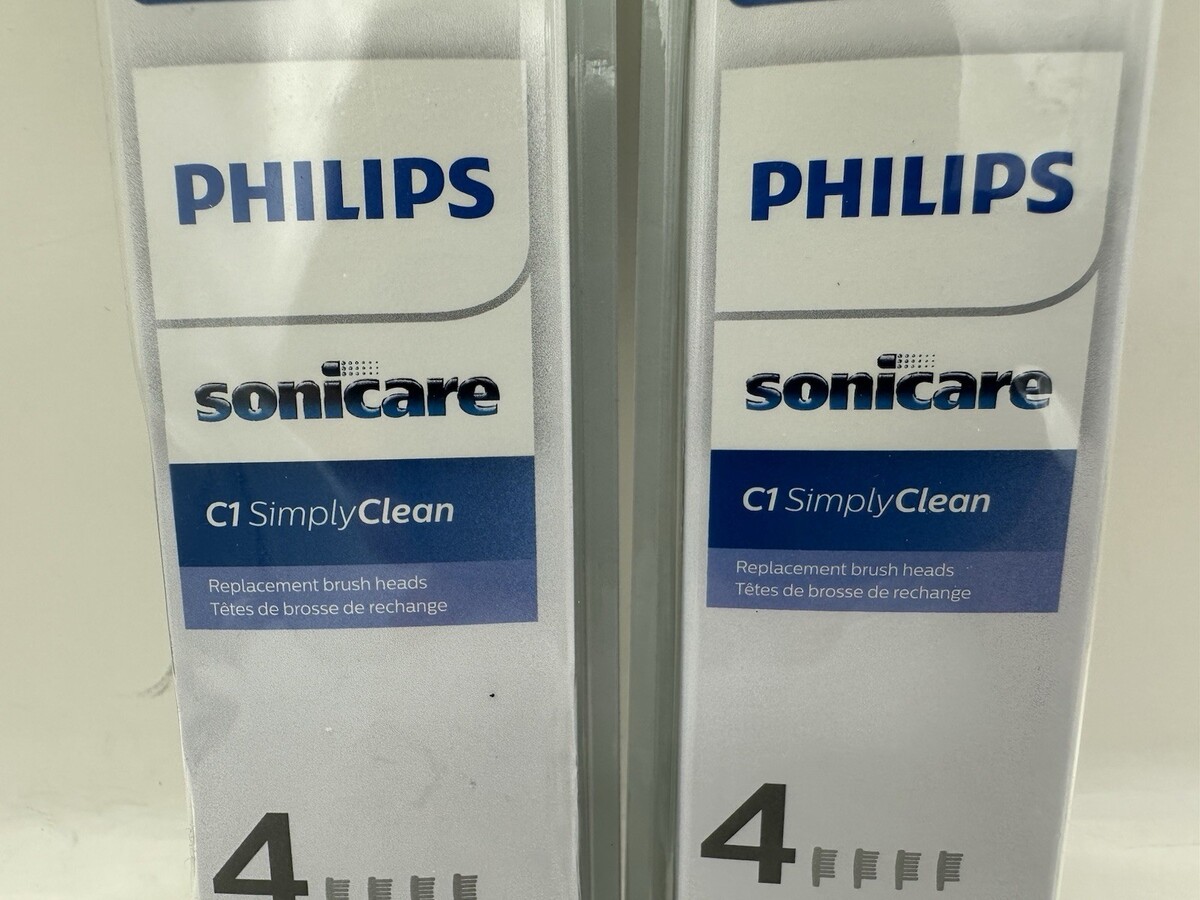 PHILIPS
sonicare
C1 SimplyClean
Replacement brush heads
Têtes de brosse de rechange
4
PHILIPS
sonicare
C1 SimplyClean
Replacement brush heads
Têtes de brosse de rechange
4